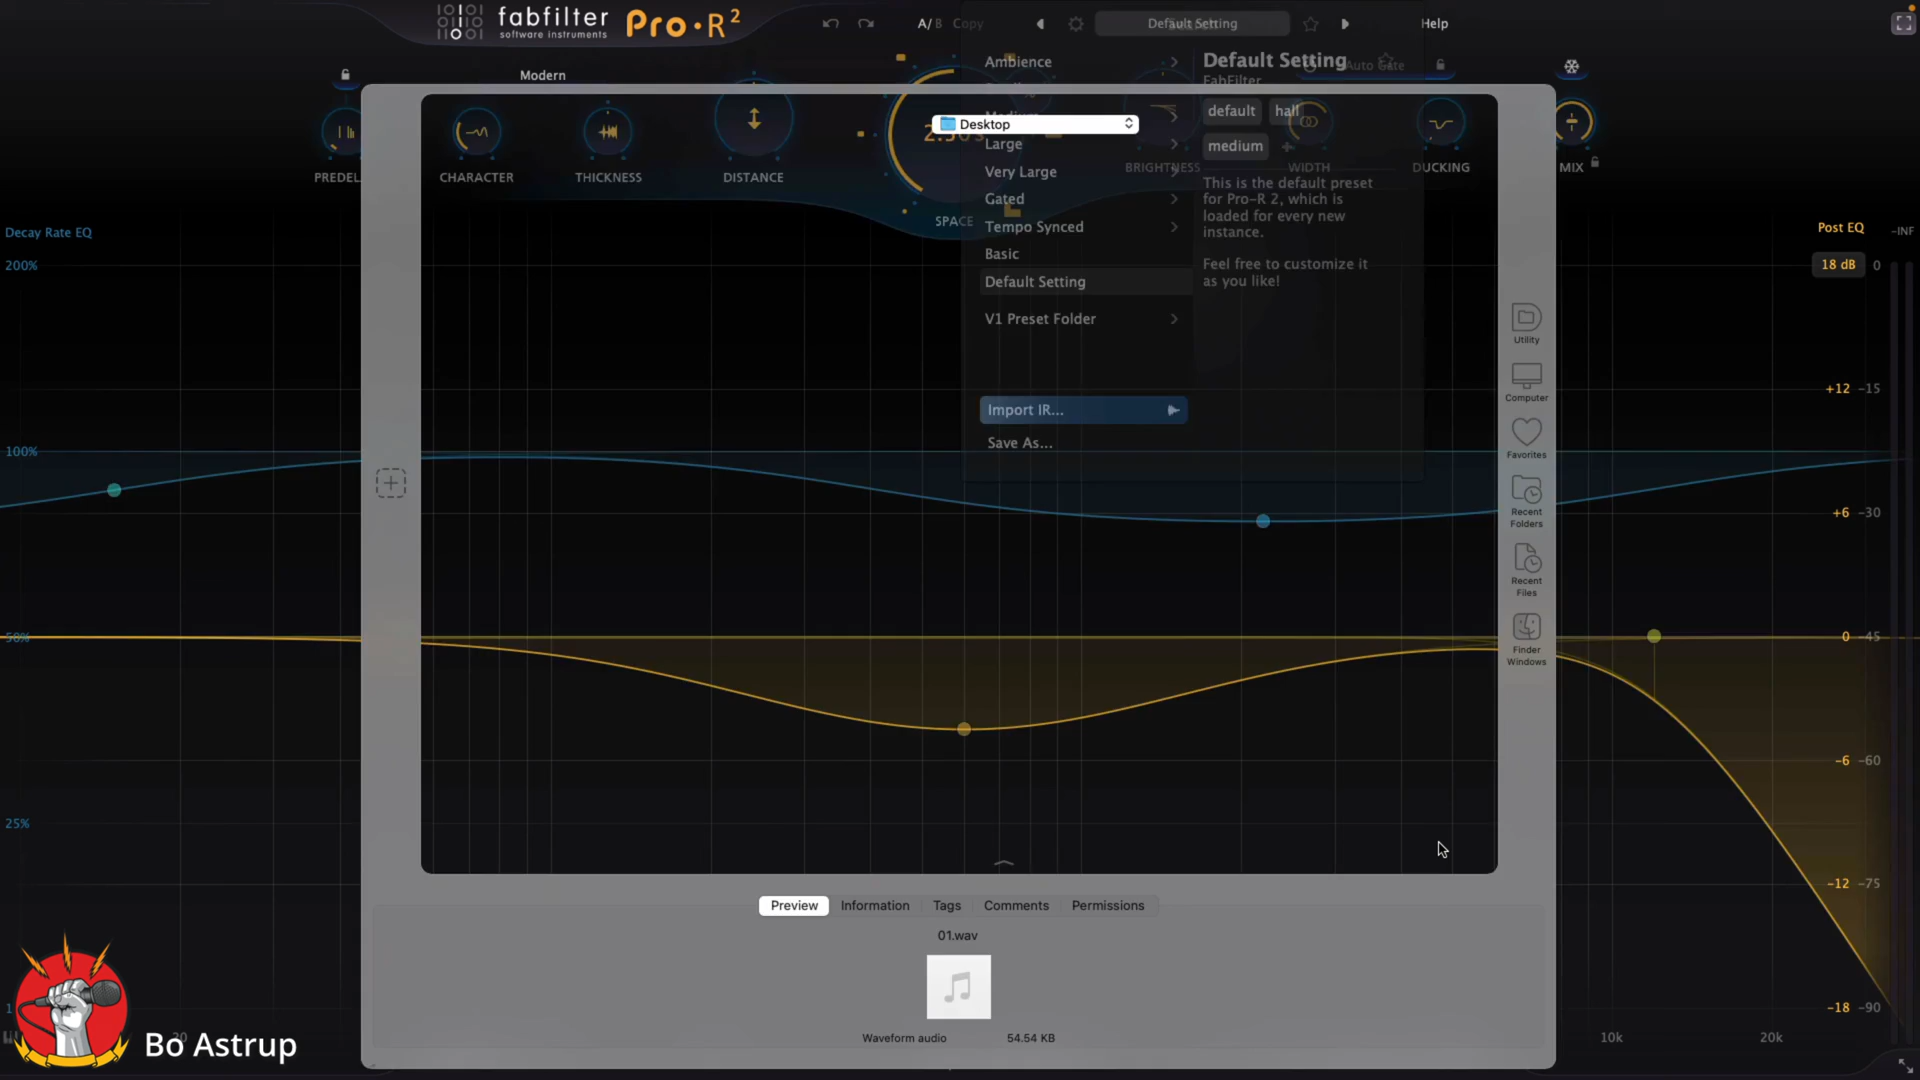 fabfilter
software instruments
Pro·R 2
A/B Copy
Default Setting
Help
Modern
Ambience
Default Setting
FabFilter
Auto Gate
default hall
Desktop
Large
medium
Very Large
This is the default preset
for Pro-R 2, which is
loaded for every new
instance.
Feel free to customize it
as you like!
Gated
Tempo Synced
Basic
Default Setting
V1 Preset Folder
Import IR...
Save As...
CHARACTER
THICKNESS
DISTANCE
SPACE
BRIGHTNESS
WIDTH
DUCKING
MIX
Decay Rate EQ
200%
100%
50%
25%
Post EQ
-INF
18 dB 0
+12 -15
+6 -30
0 -45
-6 -60
-12 -75
-18 -90
10k
20k
Utility
Computer
Favorites
Recent
Folders
Recent
Files
Finder
Windows
Preview Information Tags Comments Permissions
01.wav
Waveform audio 54.54 KB
Bo Astrup